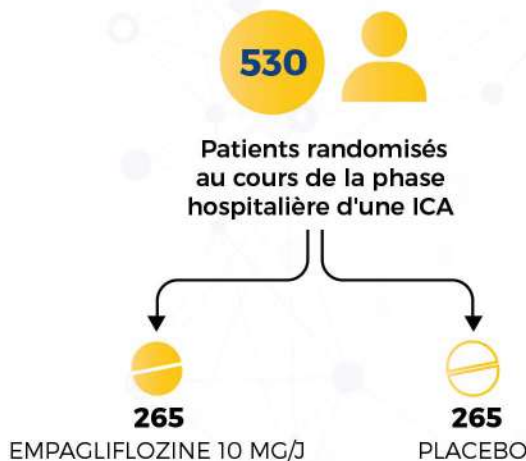 530
Patients randomisés
au cours de la phase
hospitalière d'une ICA
265
EMPAGLIFLOZINE 10 MG/J
265
PLACEBO